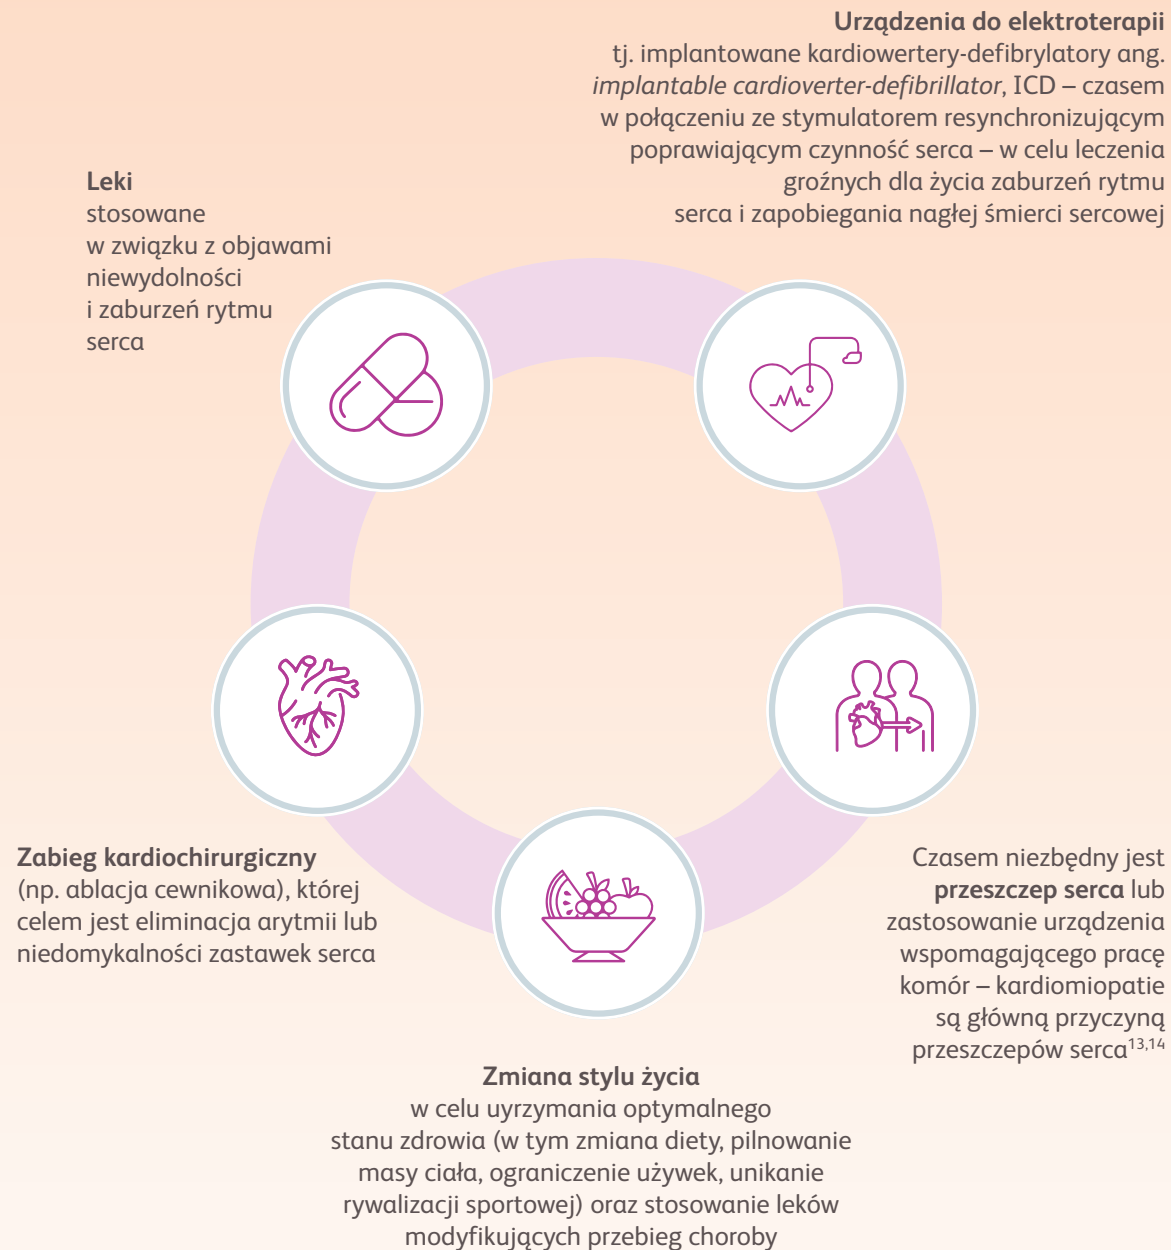 Urządzenia do elektroterapii
tj. implantowane kardiowertery-defibrylatory ang.
implantable cardioverter-defibrillator, ICD – czasem
w połączeniu ze stymulatorem resynchronizującym
poprawiającym czynność serca – w celu leczenia
groźnych dla życia zaburzeń rytmu
serca i zapobiegania nagłej śmierci sercowej
Leki
stosowane
w związku z objawami
niewydolności
i zaburzeń rytmu
serca
Zabieg kardiochirurgiczny
(np. ablacja cewnikowa), której
celem jest eliminacja arytmii lub
niedomykalności zastawek serca
Czasem niezbędny jest
przeszczep serca lub
zastosowanie urządzenia
wspomagającego pracę
komór – kardiomiopatie
są główną przyczyną
przeszczepów serca13,14
Zmiana stylu życia
w celu uyrzymania optymalnego
stanu zdrowia (w tym zmiana diety, pilnowanie
masy ciała, ograniczenie używek, unikanie
rywalizacji sportowej) oraz stosowanie leków
modyfikujących przebieg choroby